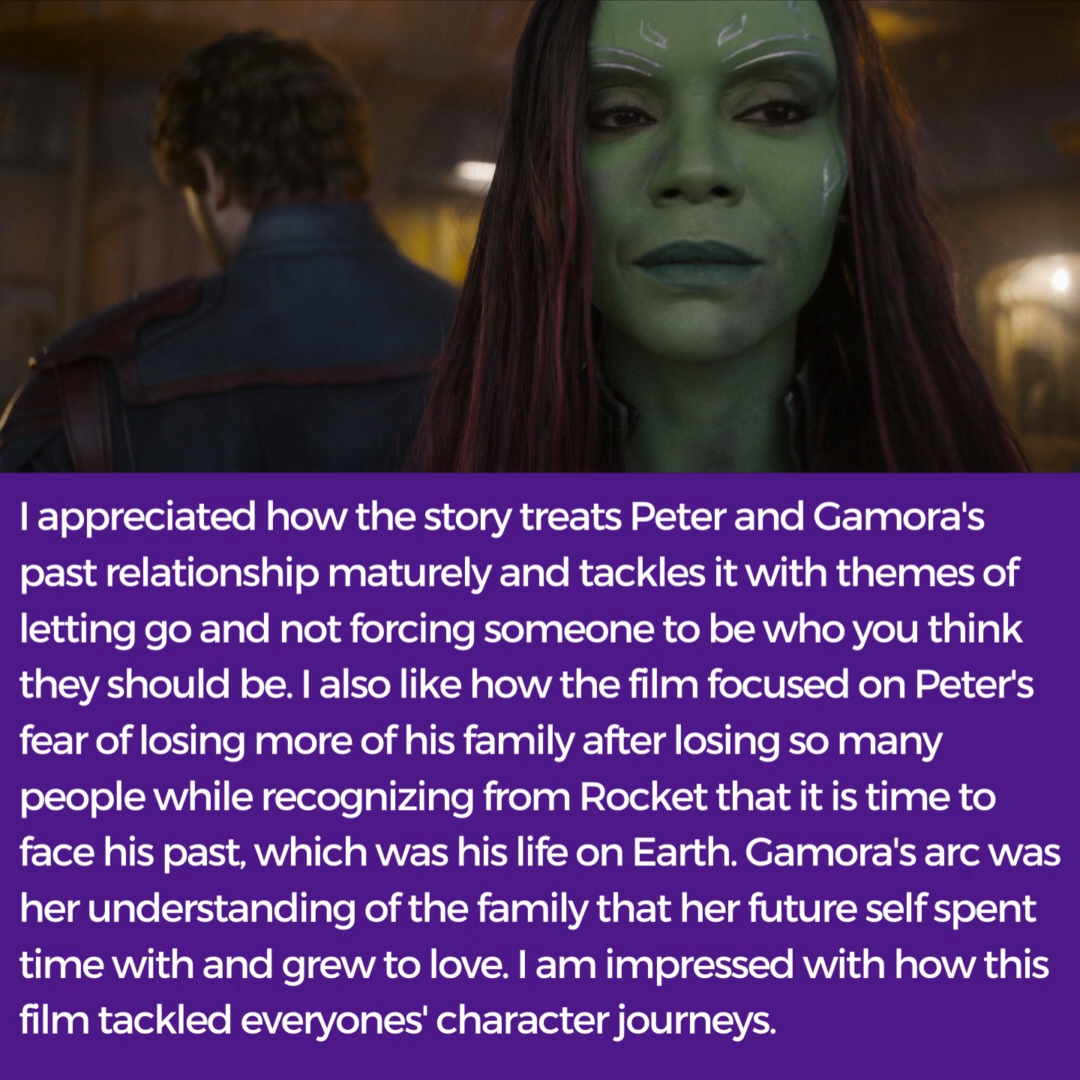 I appreciated how the story treats Peter and Gamora's
past relationship maturely and tackles it with themes of
letting go and not forcing someone to be who you think
they should be. I also like how the film focused on Peter's
fear of losing more of his family after losing so many
people while recognizing from Rocket that it is time to
face his past, which was his life on Earth. Gamora's arc was
her understanding of the family that her future self spent
time with and grew to love. I am impressed with how this
film tackled everyones' character journeys.